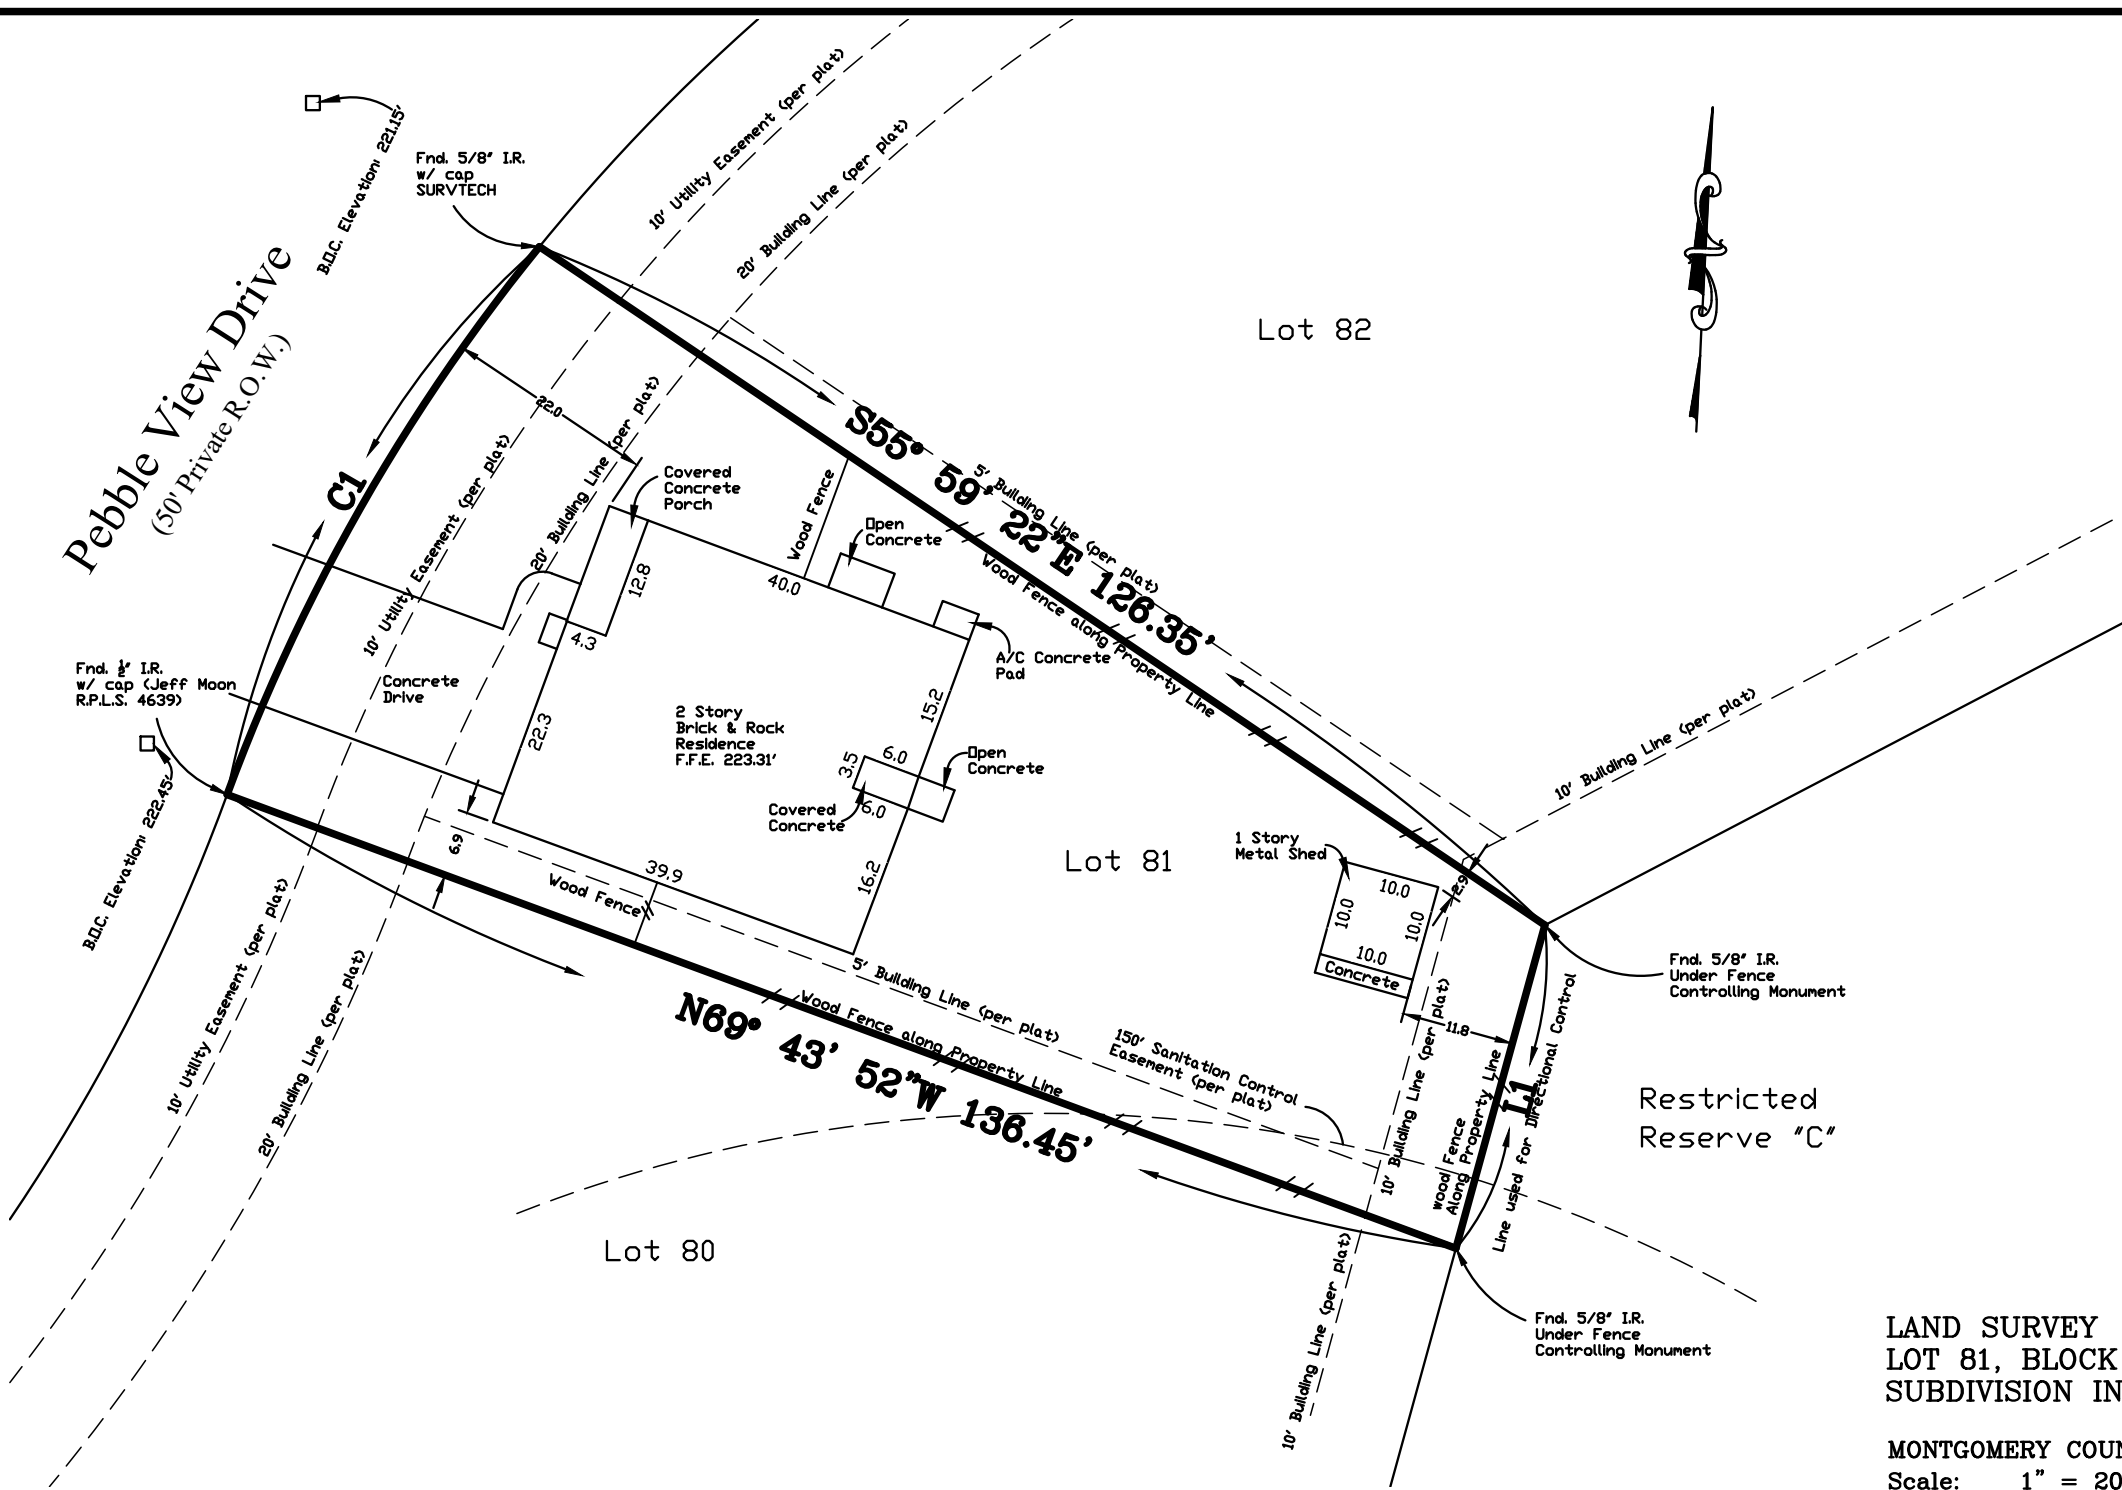 10' Utility Easement (per plat)
20' Building Line (per plat)
B.O.C. Elevation: 221.15'
Fnd. 5/8" I.R.
w/ cap
SURVTECH
Pebble View Drive
(50' Private R.O.W.)
Lot 82
C1
22.0
S55° 59' 22"E 126.35'
5' Building Line (per plat)
10' Utility Easement (per plat)
20' Building Line (per plat)
Covered
Concrete
Porch
Wood Fence
Open
Concrete
Wood Fence along Property Line
12.8
40.0
4.3
A/C Concrete
Pad
Fnd. ½" I.R.
w/ cap (Jeff Moon
R.P.L.S. 4639)
Concrete
Drive
2 Story
Brick & Rock
Residence
F.F.E. 223.31'
22.3
15.2
3.5
6.0
6.0
Open
Concrete
Covered
Concrete
16.2
39.9
6.9
B.O.C. Elevation: 222.45'
Wood Fence
Lot 81
10' Building Line (per plat)
1 Story
Metal Shed
10.0
10.0
10.0
10.0
Concrete
2.9
11.8
Fnd. 5/8" I.R.
Under Fence
Controlling Monument
5' Building Line (per plat)
Wood Fence along Property Line
N69° 43' 52"W 136.45'
150' Sanitation Control
Easement (per plat)
10' Building Line (per plat)
wood Fence
Along Property Line
L1
Line used for Directional Control
Restricted
Reserve "C"
10' Utility Easement (per plat)
20' Building Line (per plat)
Lot 80
10' Building Line (per plat)
Fnd. 5/8" I.R.
Under Fence
Controlling Monument
LAND SURVEY
LOT 81, BLOCK
SUBDIVISION IN
MONTGOMERY COUN
Scale: 1" = 20